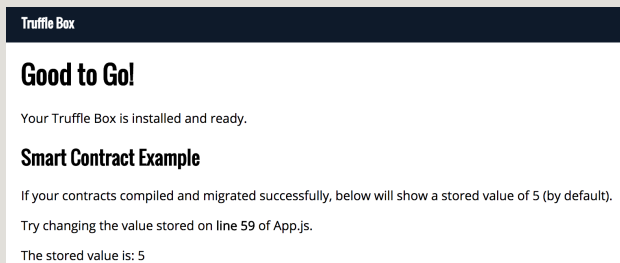 Truffle Box
Good to Go!
Your Truffle Box is installed and ready.
Smart Contract Example
If your contracts compiled and migrated successfully, below will show a stored value of 5 (by default).
Try changing the value stored on line 59 of App.js.
The stored value is: 5